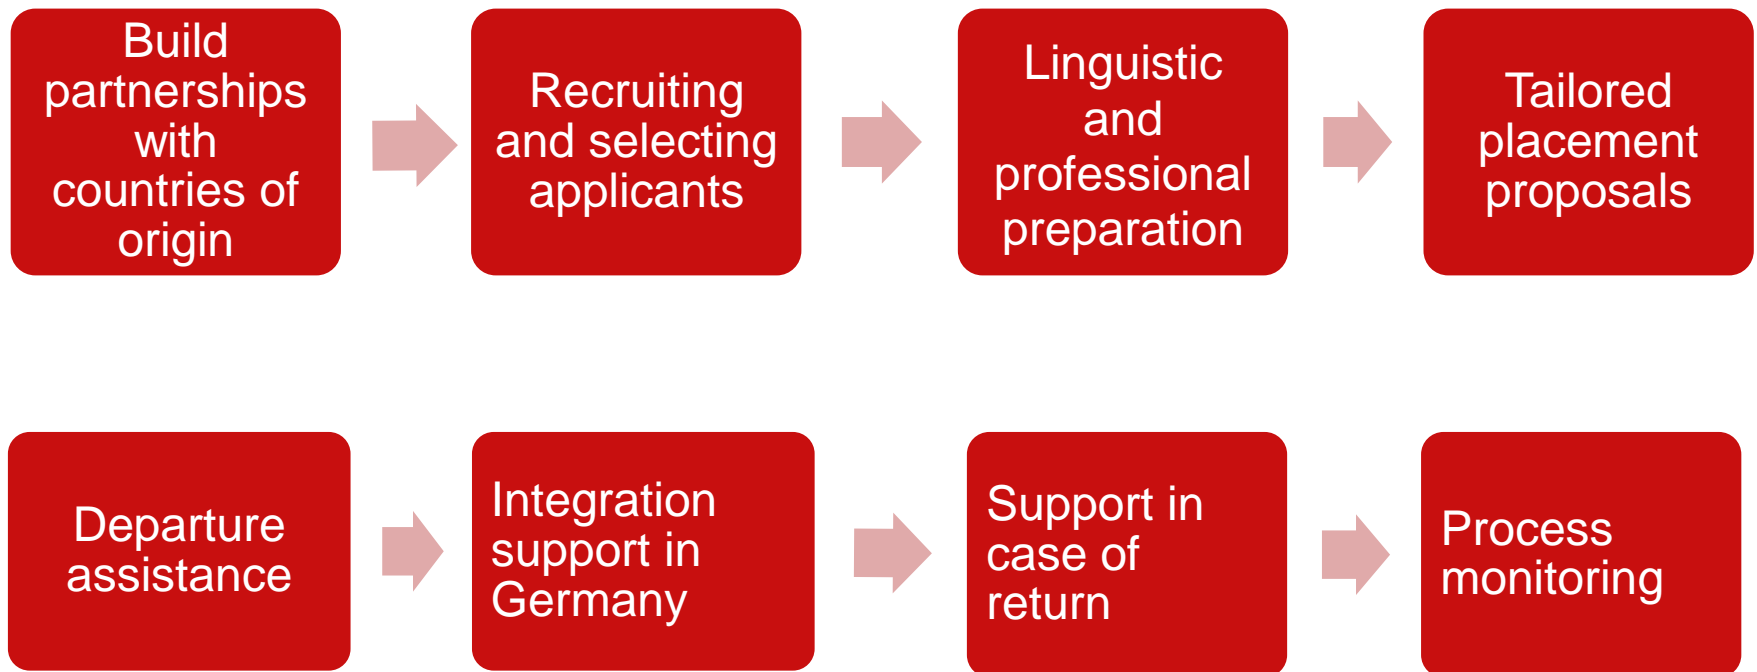 Build
partnerships
with
countries of
origin
Recruiting
and selecting
applicants
Linguistic
and
professional
preparation
Tailored
placement
proposals
Departure
assistance
Integration
support in
Germany
Support in
case of
return
Process
monitoring